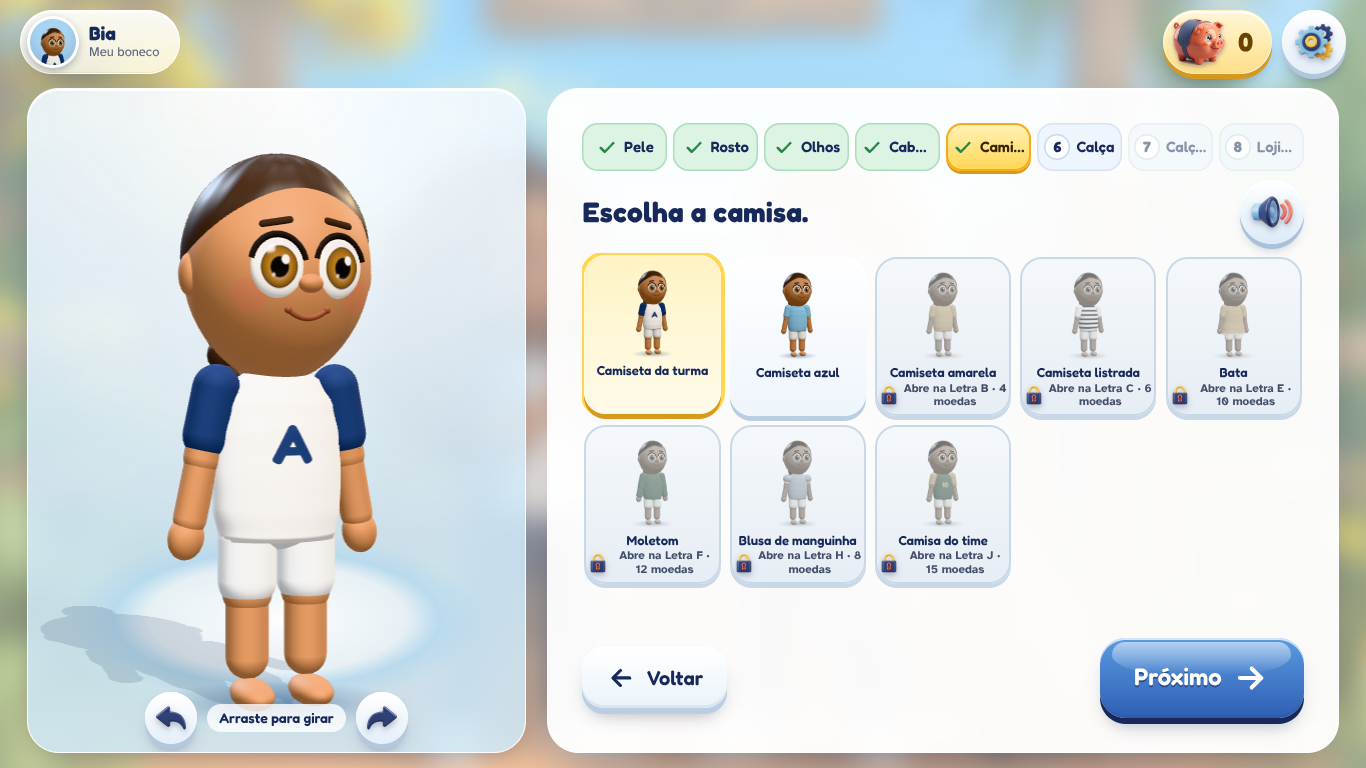 Bia
Meu boneco
0
Pele
Rosto
Olhos
Cab...
Cami...
6 Calça
7 Calç...
8 Loji...
Escolha a camisa.
A
Camiseta da turma
Camiseta azul
Camiseta amarela
Abre na Letra B · 4
moedas
Camiseta listrada
Abre na Letra C · 6
moedas
Bata
Abre na Letra E ·
10 moedas
Moletom
Abre na Letra F ·
12 moedas
Blusa de manguinha
Abre na Letra H · 8
moedas
Camisa do time
Abre na Letra J ·
15 moedas
Arraste para girar
Voltar
Próximo